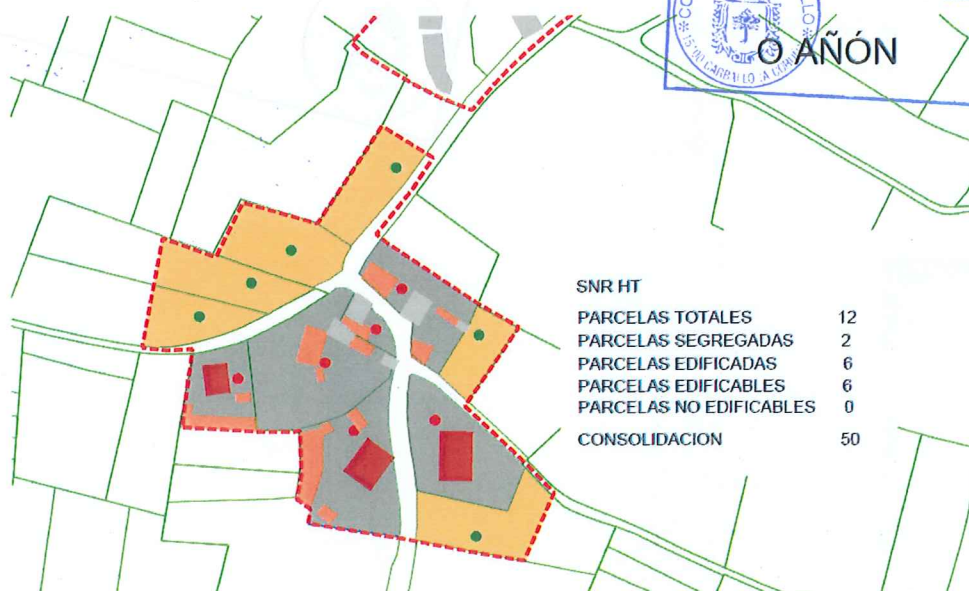 O AÑÓN
SNR HT
PARCELAS TOTALES 12
PARCELAS SEGREGADAS 2
PARCELAS EDIFICADAS 6
PARCELAS EDIFICABLES 6
PARCELAS NO EDIFICABLES 0
CONSOLIDACION 50